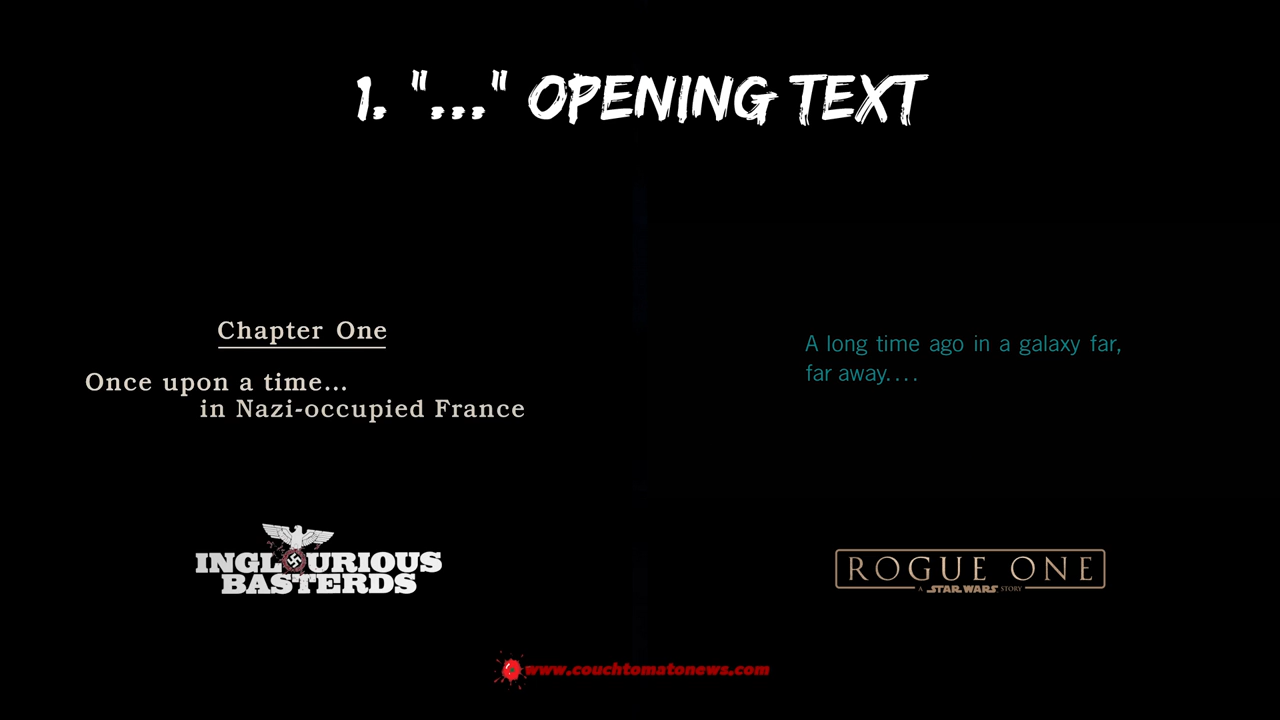 1. "..." OPENING TEXT
Chapter One
Once upon a time...
in Nazi-occupied France
A long time ago in a galaxy far,
far away....
INGLOURIOUS
BASTERDS
ROGUE ONE
A STAR WARS STORY
www.couchtomatonews.com